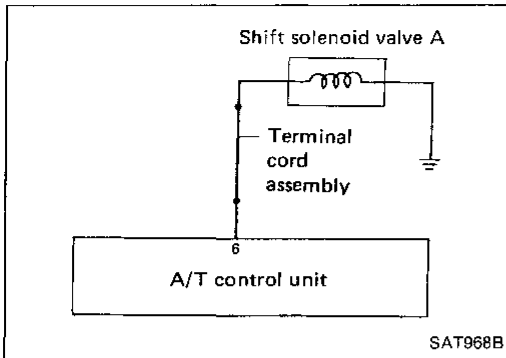 Shift solenoid valve A
Terminal
cord
assembly
6
A/T control unit
SAT968B